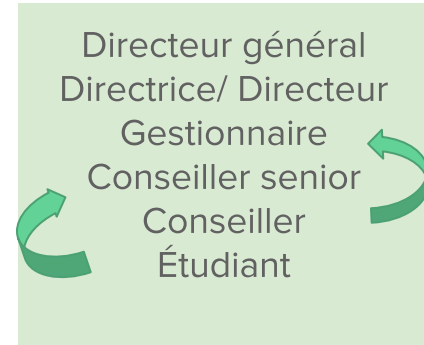 Directeur général
Directrice/ Directeur
Gestionnaire
Conseiller senior
Conseiller
Étudiant